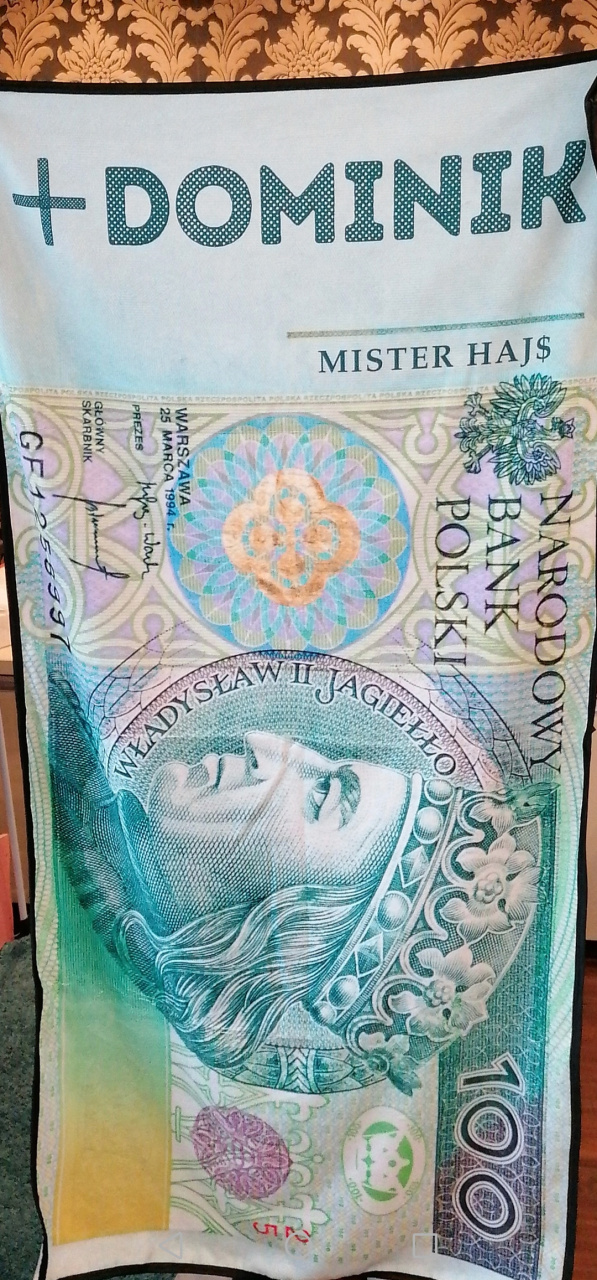 +DOMINIK
MISTER HAJ$
NARODOWY
BANK
POLSKI
WARSZAWA
25 MARCA 1994 r.
PREZES
GŁÓWNY
SKARBNIK
WŁADYSŁAW II JAGIEŁŁO
100